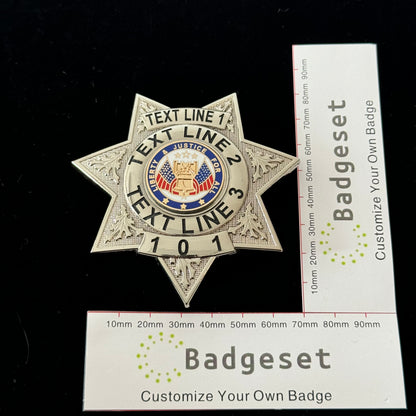 TEXT LINE 1
TEXT LINE 2
LIBERTY & JUSTICE FOR ALL
TEXT LINE 3
101
10mm 20mm 30mm 40mm 50mm 60mm 70mm 80mm 90mm
Badgeset
Customize Your Own Badge
10mm 20mm 30mm 40mm 50mm 60mm 70mm 80mm 90mm
Badgeset
Customize Your Own Badge